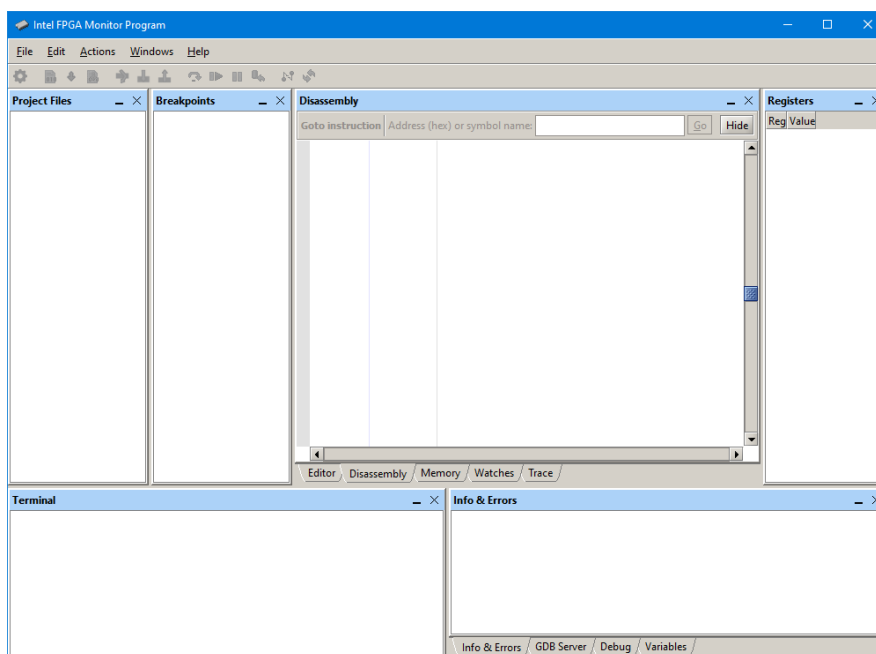 Intel FPGA Monitor Program
File Edit Actions Windows Help
Project Files
Breakpoints
Disassembly
Registers
Goto instruction Address (hex) or symbol name: Go Hide
Reg Value
Editor Disassembly Memory Watches Trace
Terminal
Info & Errors
Info & Errors GDB Server Debug Variables